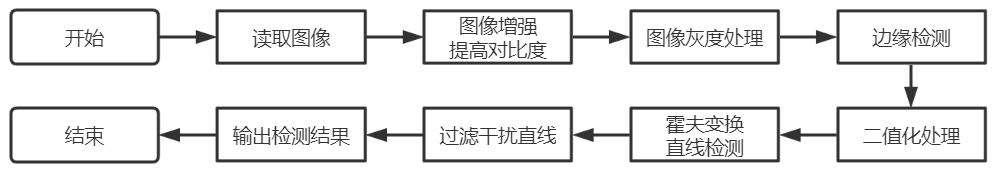 开始
读取图像
图像增强
提高对比度
图像灰度处理
边缘检测
二值化处理
霍夫变换
直线检测
过滤干扰直线
输出检测结果
结束